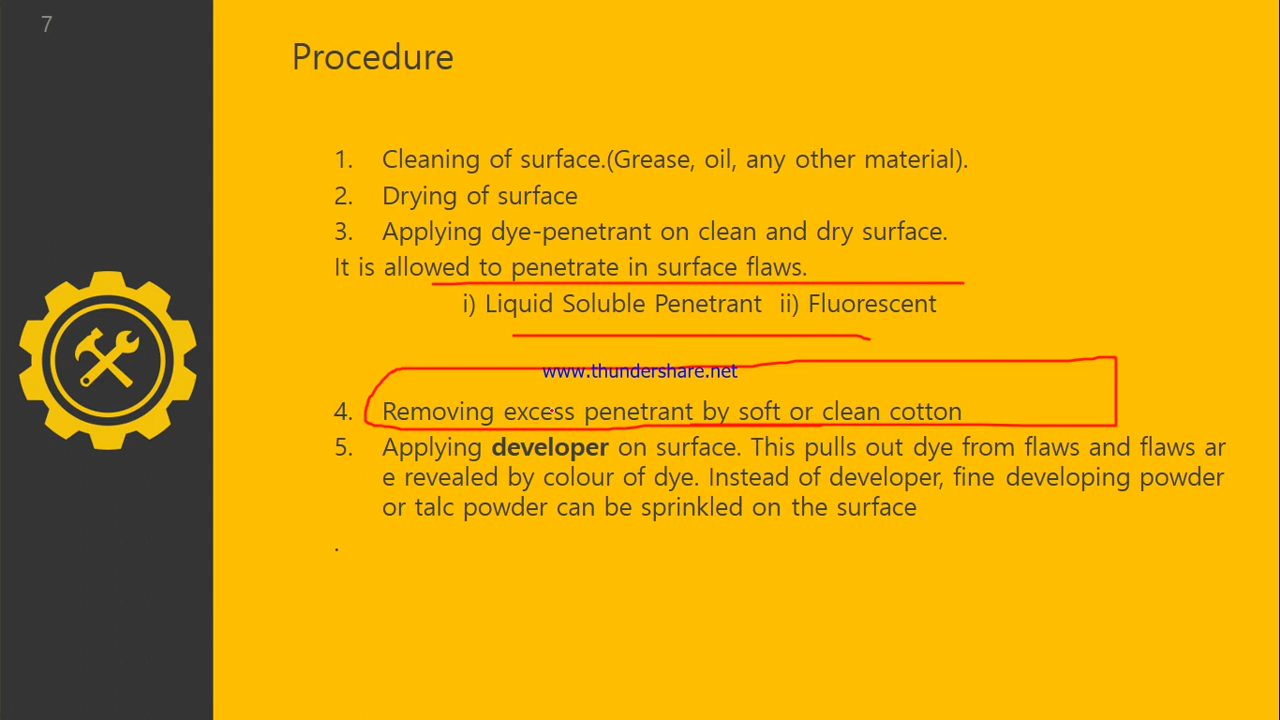 7
Procedure
1. Cleaning of surface.(Grease, oil, any other material).
2. Drying of surface
3. Applying dye-penetrant on clean and dry surface.
It is allowed to penetrate in surface flaws.
i) Liquid Soluble Penetrant ii) Fluorescent
www.thundershare.net
4. Removing excess penetrant by soft or clean cotton
5. Applying developer on surface. This pulls out dye from flaws and flaws ar
e revealed by colour of dye. Instead of developer, fine developing powder
or talc powder can be sprinkled on the surface
.